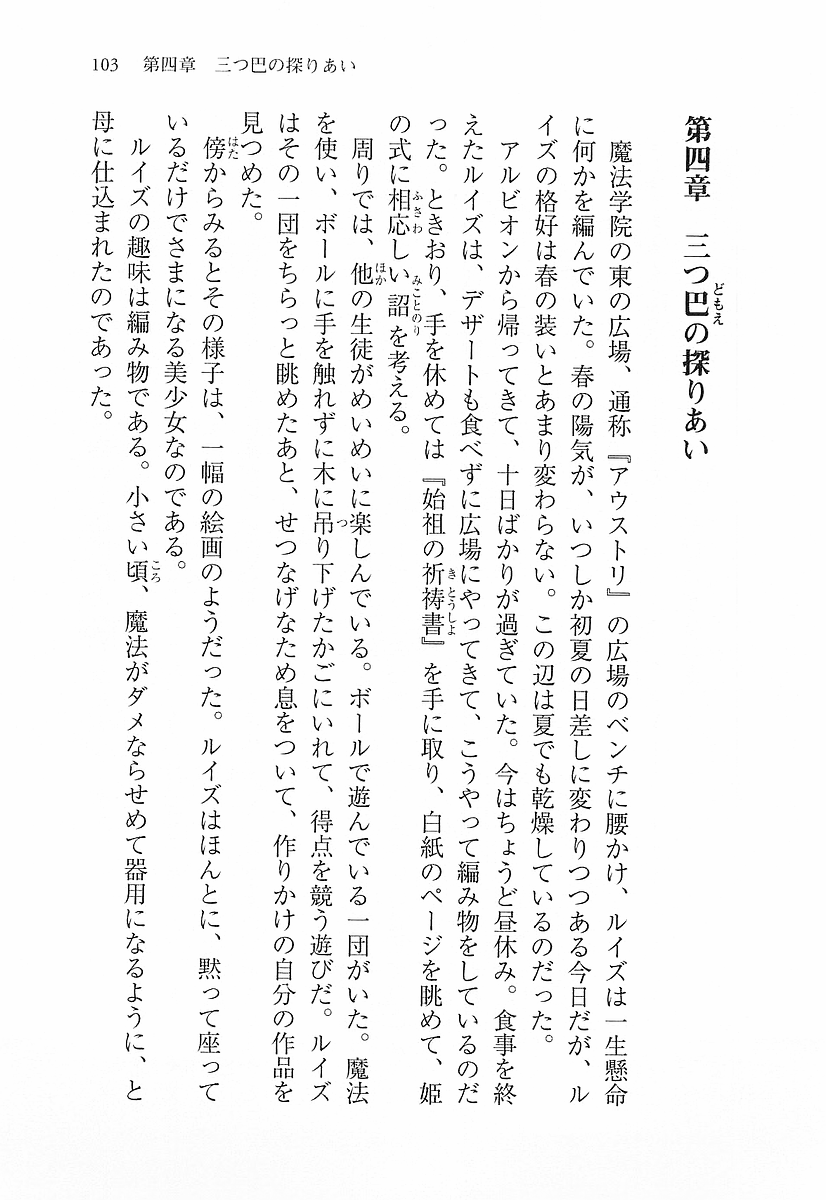 103　第四章　三つ巴の探りあい
第四章　三つ巴の探りあい
魔法学院の東の広場、通称『アウストリ』の広場のベンチに腰かけ、ルイズは一生懸命
に何かを編んでいた。春の陽気が、いつしか初夏の日差しに変わりつつある今日だが、ル
イズの格好は春の装いとあまり変わらない。この辺は夏でも乾燥しているのだった。
アルビオンから帰ってきて、十日ばかりが過ぎていた。今はちょうど昼休み。食事を終
えたルイズは、デザートも食べずに広場にやってきて、こうやって編み物をしているのだ
った。ときおり、手を休めては『始祖の祈祷書』を手に取り、白紙のページを眺めて、姫
の式に相応しい詔を考える。
周りでは、他の生徒がめいめいに楽しんでいる。ボールで遊んでいる一団がいた。魔法
を使い、ボールに手を触れずに木に吊り下げたかごにいれて、得点を競う遊びだ。ルイズ
はその一団をちらっと眺めたあと、せつなげなため息をついて、作りかけの自分の作品を
見つめた。
傍からみるとその様子は、一幅の絵画のようだった。ルイズはほんとに、黙って座って
いるだけでさまになる美少女なのである。
ルイズの趣味は編み物である。小さい頃、魔法がダメならせめて器用になるように、と
母に仕込まれたのであった。